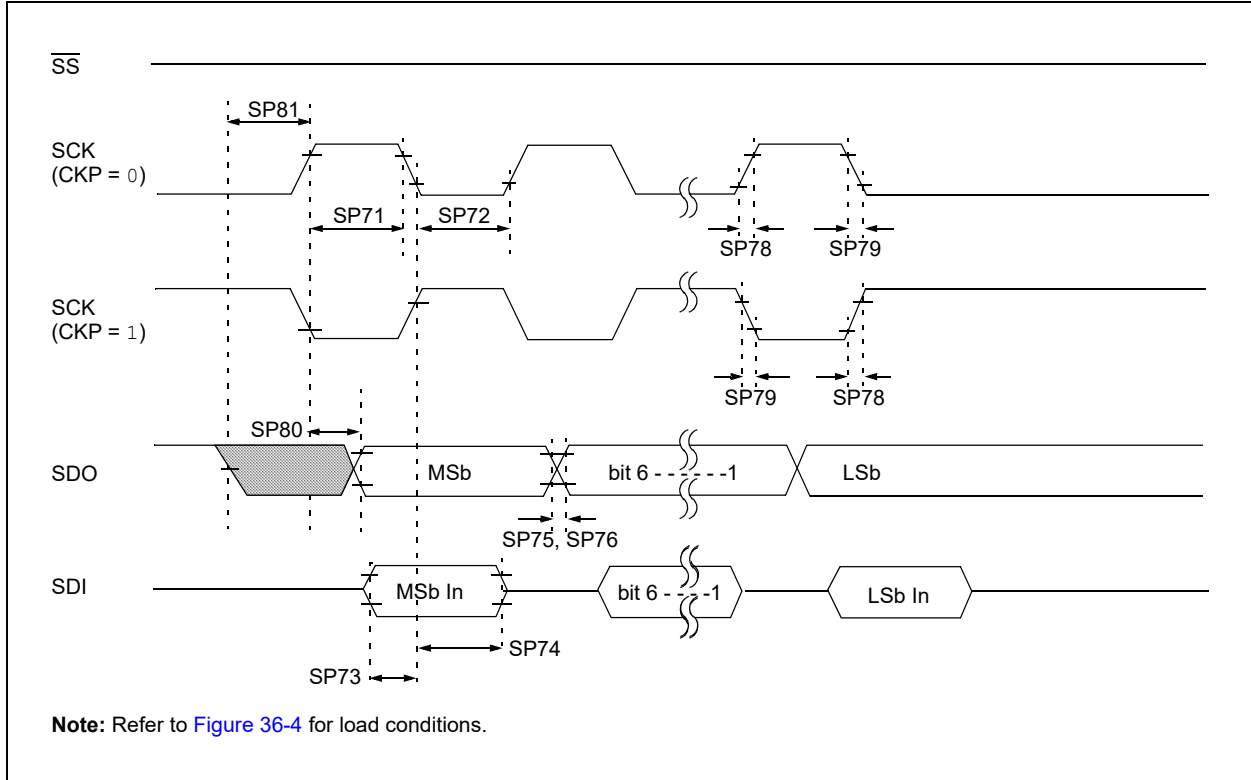 SS
SP81
SCK
(CKP = 0)
SP71
SP72
SP78
SP79
SCK
(CKP = 1)
SP79
SP78
SP80
SDO
MSb
bit 6 - - - - - - -1
LSb
SP75, SP76
SDI
MSb In
bit 6 - - - - -1
LSb In
SP74
SP73
Note: Refer to Figure 36-4 for load conditions.